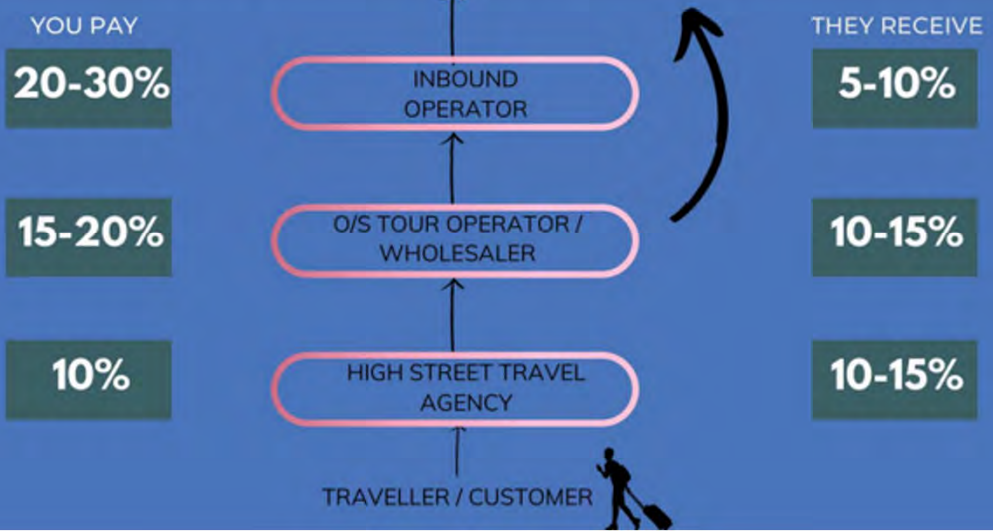 YOU PAY
THEY RECEIVE
20-30%
INBOUND
OPERATOR
5-10%
15-20%
O/S TOUR OPERATOR /
WHOLESALER
10-15%
10%
HIGH STREET TRAVEL
AGENCY
10-15%
TRAVELLER / CUSTOMER